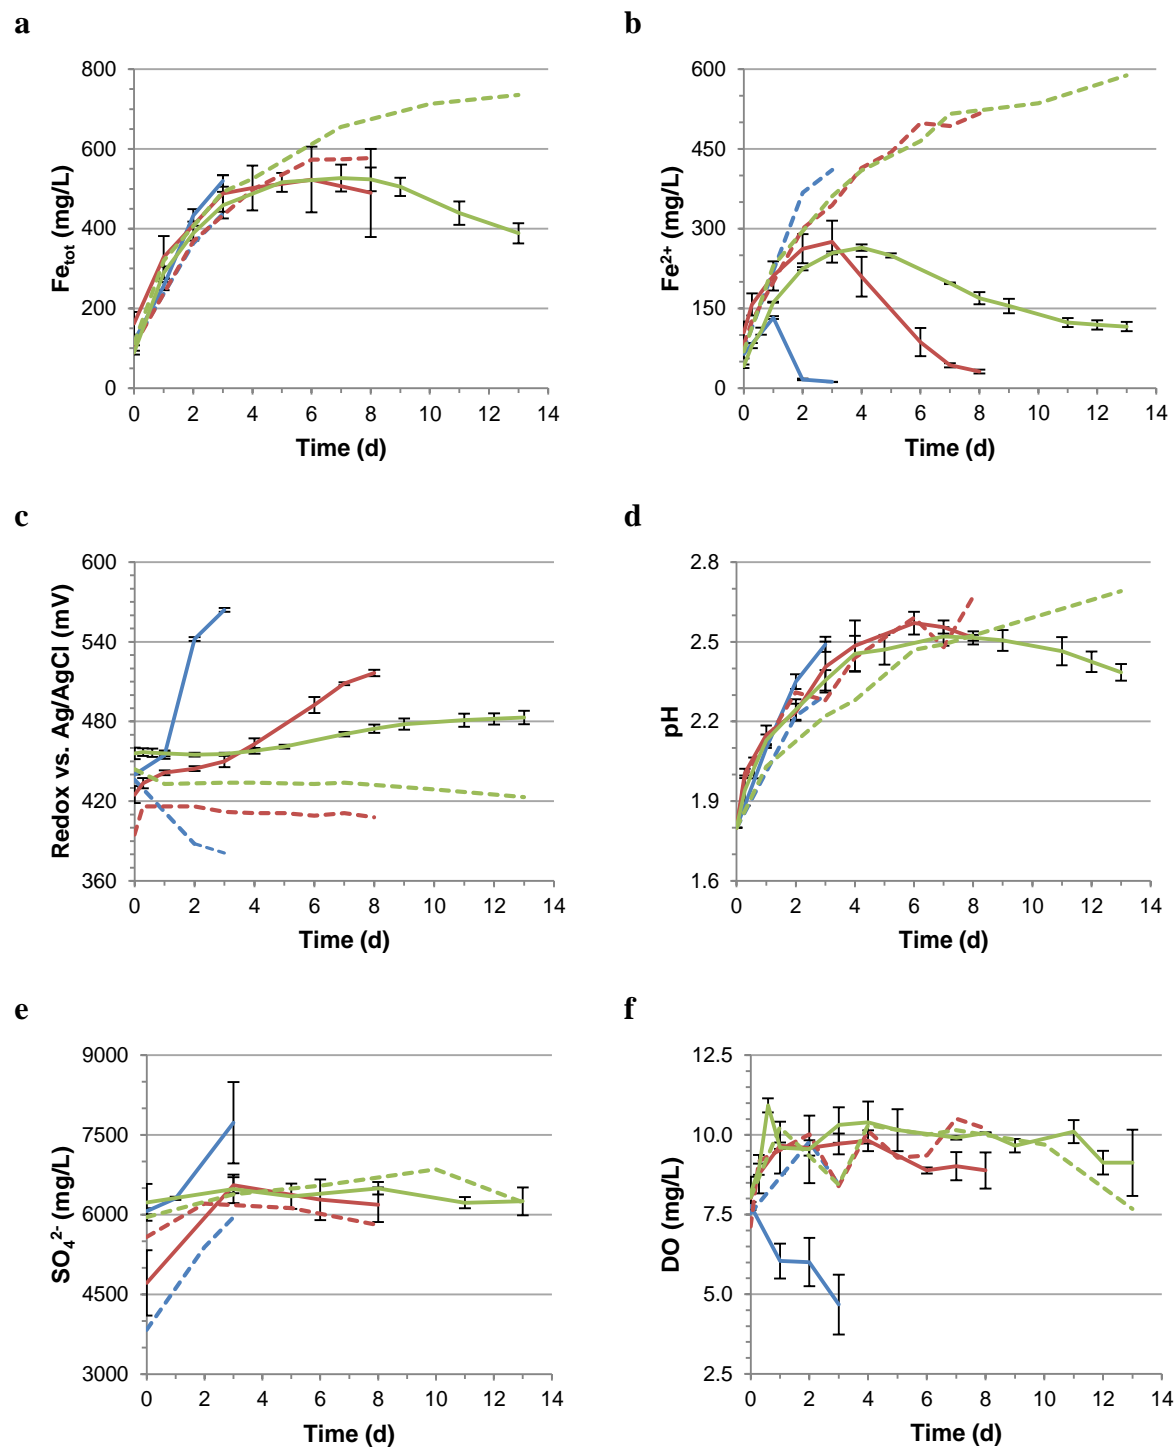 a
b
800
600
400
200
0
Fe_tot (mg/L)
0 2 4 6 8 10 12 14
Time (d)
600
450
300
150
0
Fe²⁺ (mg/L)
0 2 4 6 8 10 12 14
Time (d)
c
d
600
540
480
420
360
Redox vs. Ag/AgCl (mV)
0 2 4 6 8 10 12 14
Time (d)
2.8
2.5
2.2
1.9
1.6
pH
0 2 4 6 8 10 12 14
Time (d)
e
f
9000
7500
6000
4500
3000
SO₄²⁻ (mg/L)
0 2 4 6 8 10 12 14
Time (d)
12.5
10.0
7.5
5.0
2.5
DO (mg/L)
0 2 4 6 8 10 12 14
Time (d)